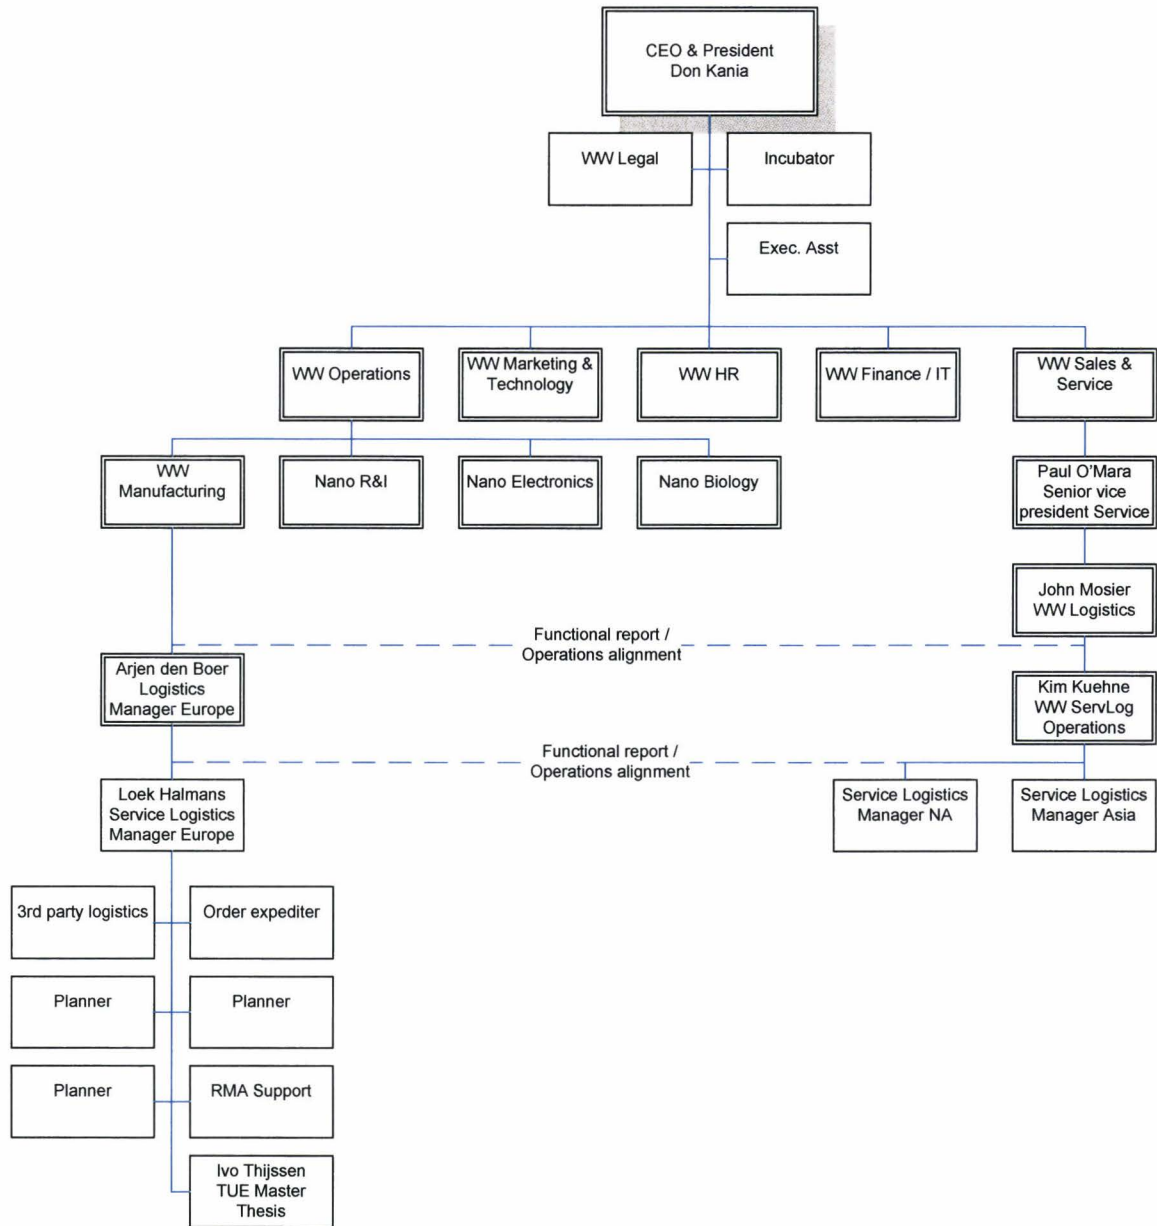 CEO & President
Don Kania
WW Legal
Incubator
Exec. Asst
WW Operations
WW Marketing &
Technology
WW HR
WW Finance / IT
WW Sales &
Service
WW
Manufacturing
Nano R&I
Nano Electronics
Nano Biology
Paul O'Mara
Senior vice
president Service
John Mosier
WW Logistics
Functional report /
Operations alignment
Arjen den Boer
Logistics
Manager Europe
Kim Kuehne
WW ServLog
Operations
Functional report /
Operations alignment
Loek Halmans
Service Logistics
Manager Europe
Service Logistics
Manager NA
Service Logistics
Manager Asia
3rd party logistics
Order expediter
Planner
Planner
Planner
RMA Support
Ivo Thijssen
TUE Master
Thesis